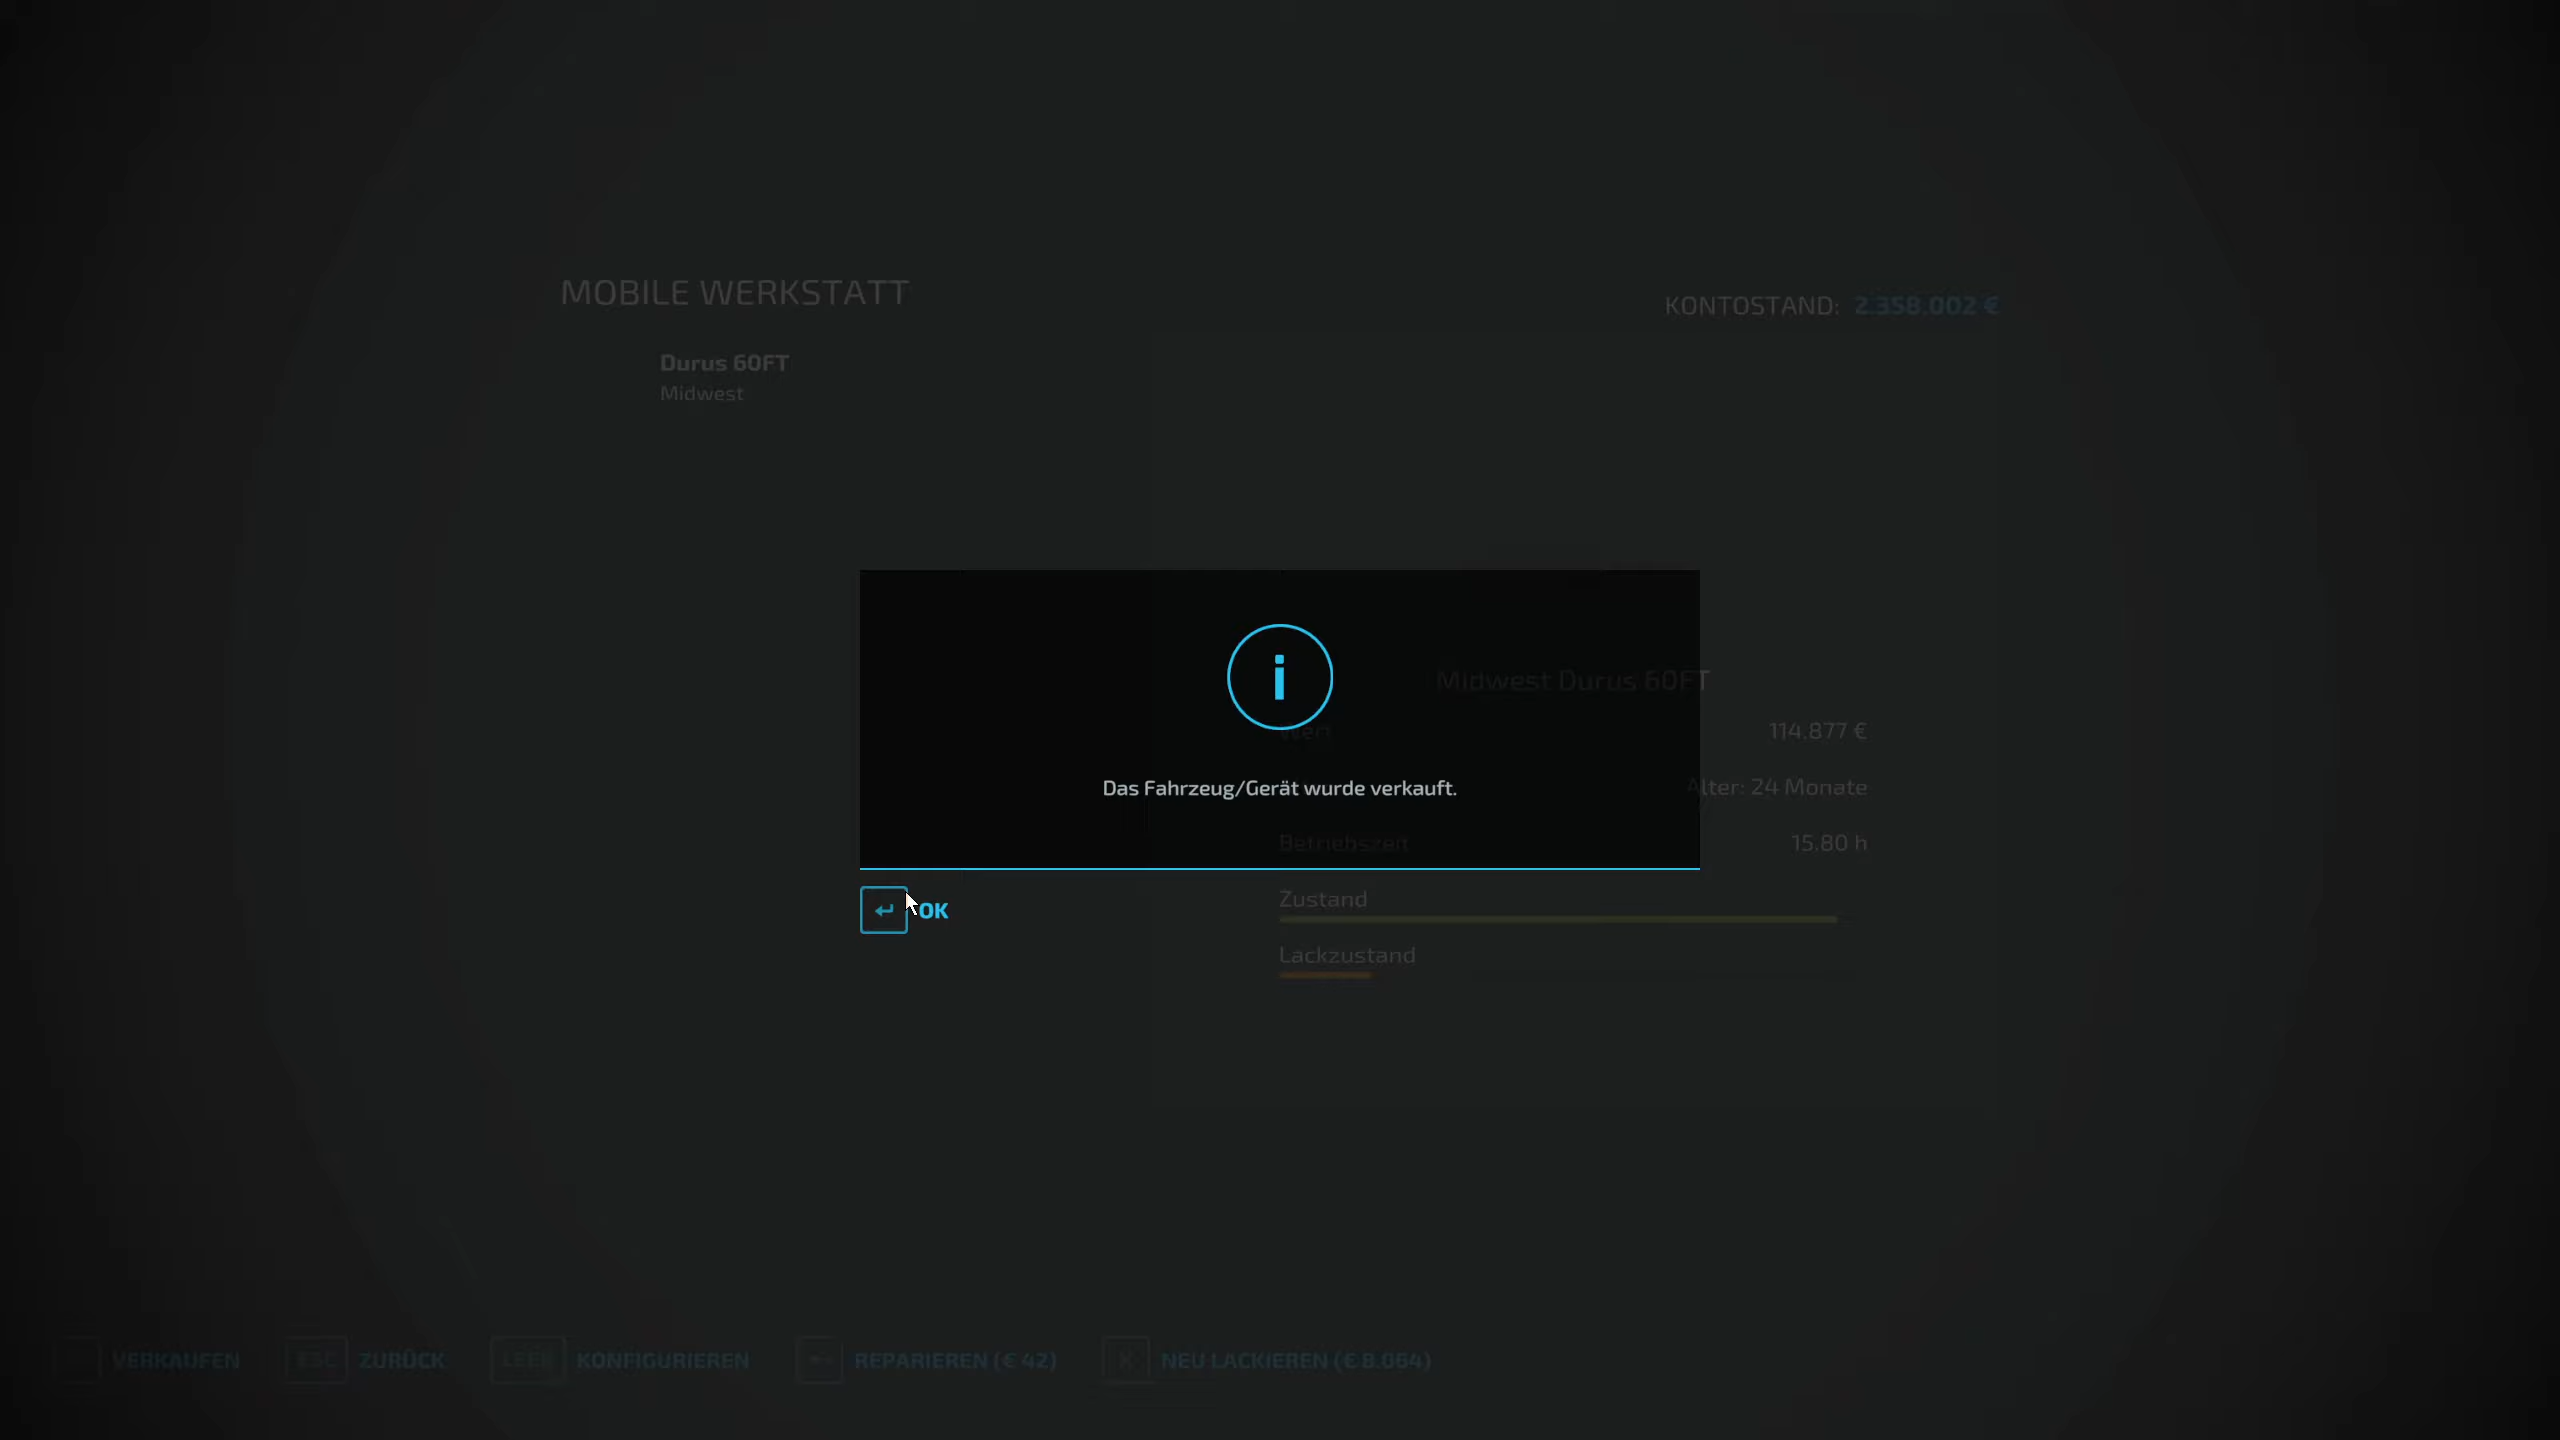 MOBILE WERKSTATT
KONTOSTAND: 2.358.002 €
Durus 60FT
Midwest
i
Midwest Durus 60FT
Wert
114.877 €
Das Fahrzeug/Gerät wurde verkauft.
Alter: 24 Monate
Betriebszeit
15.80 h
OK
Zustand
Lackzustand
VERKAUFEN
ESC ZURÜCK
LEER KONFIGURIEREN
REPARIEREN (€ 42)
NEU LACKIEREN (€ 8.064)